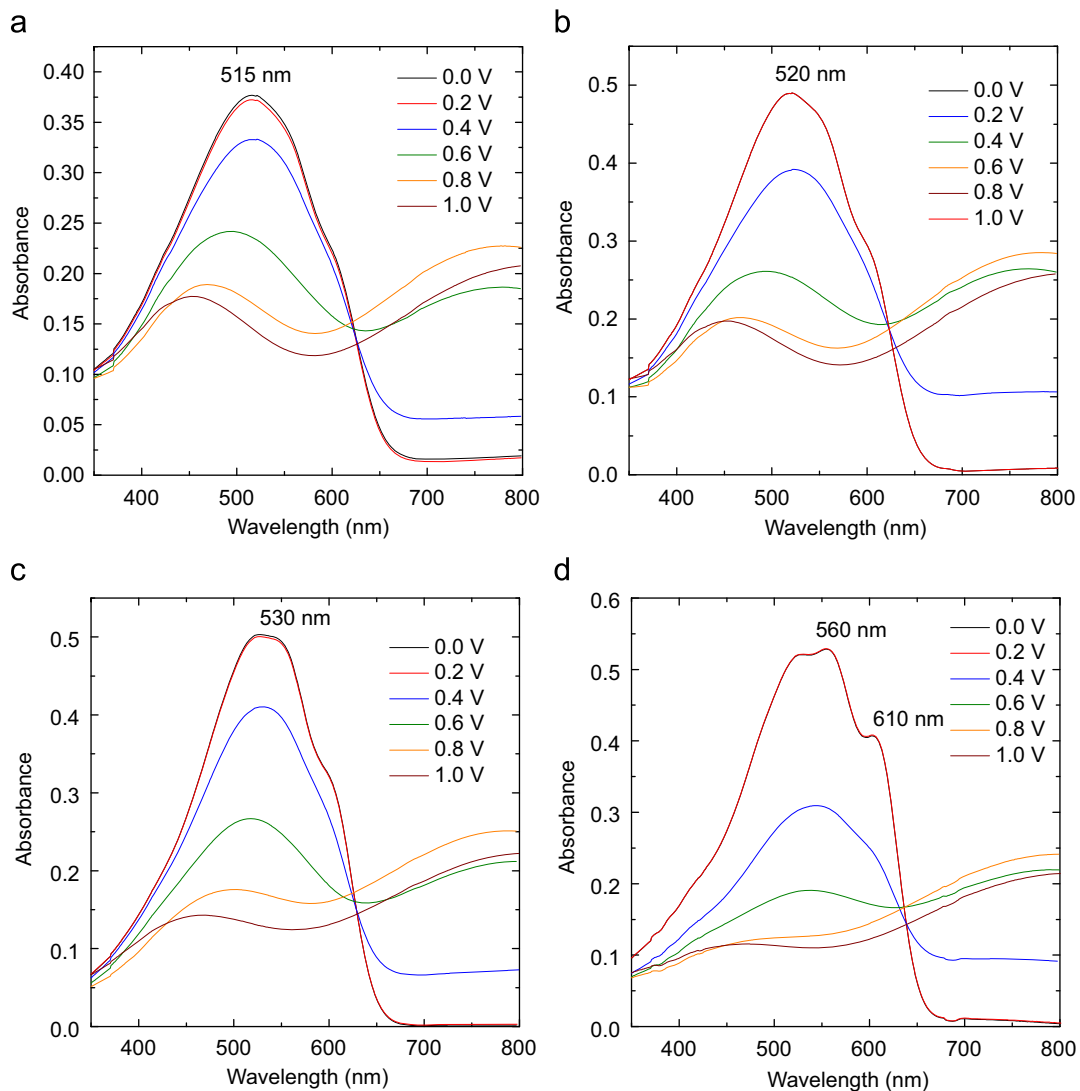 a
515 nm
0.0 V
0.2 V
0.4 V
0.6 V
0.8 V
1.0 V
0.40
0.35
0.30
0.25
0.20
0.15
0.10
0.05
0.00
Absorbance
400 500 600 700 800
Wavelength (nm)
b
520 nm
0.0 V
0.2 V
0.4 V
0.6 V
0.8 V
1.0 V
0.5
0.4
0.3
0.2
0.1
0.0
Absorbance
400 500 600 700 800
Wavelength (nm)
c
530 nm
0.0 V
0.2 V
0.4 V
0.6 V
0.8 V
1.0 V
0.5
0.4
0.3
0.2
0.1
0.0
Absorbance
400 500 600 700 800
Wavelength (nm)
d
560 nm
610 nm
0.0 V
0.2 V
0.4 V
0.6 V
0.8 V
1.0 V
0.6
0.5
0.4
0.3
0.2
0.1
0.0
Absorbance
400 500 600 700 800
Wavelength (nm)